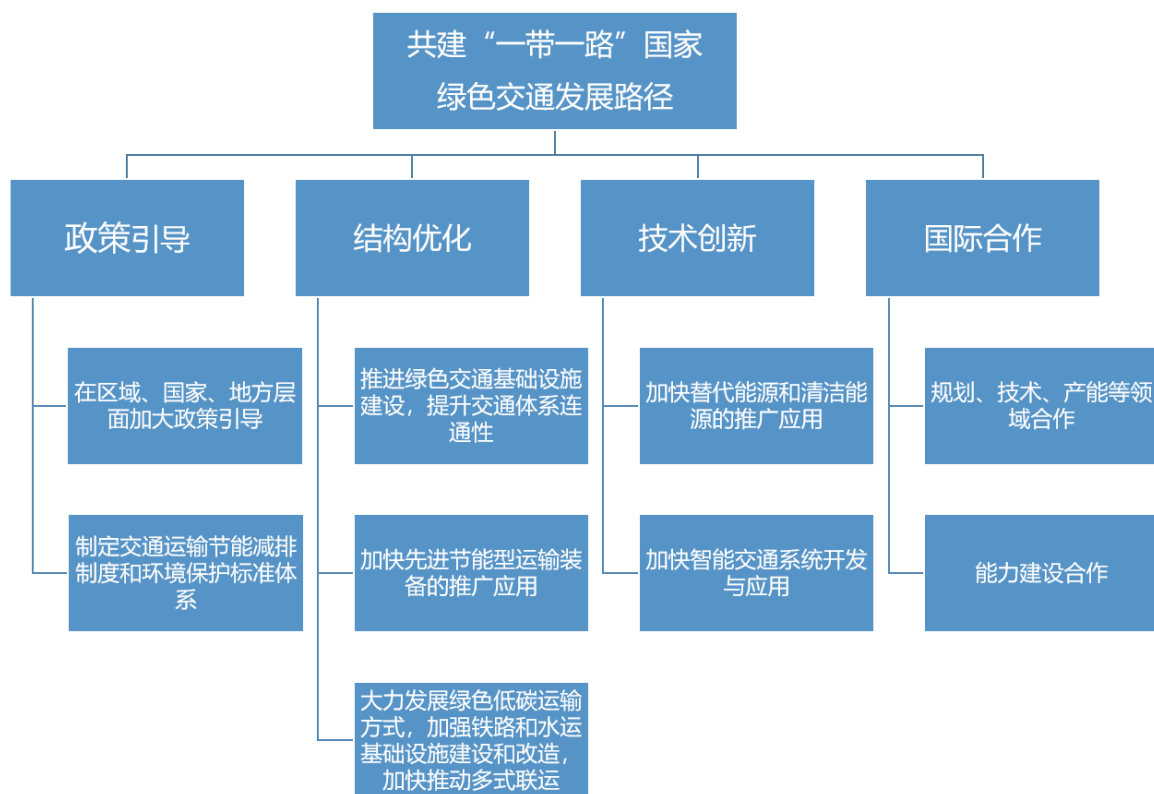 共建“一带一路”国家
绿色交通发展路径
政策引导
结构优化
技术创新
国际合作
在区域、国家、地方层
面加大政策引导
推进绿色交通基础设施
建设，提升交通体系连
通性
加快替代能源和清洁能
源的推广应用
规划、技术、产能等领
域合作
制定交通运输节能减排
制度和环境保护标准体
系
加快先进节能型运输装
备的推广应用
加快智能交通系统开发
与应用
能力建设合作
大力发展绿色低碳运输
方式，加强铁路和水运
基础设施建设和改造，
加快推动多式联运